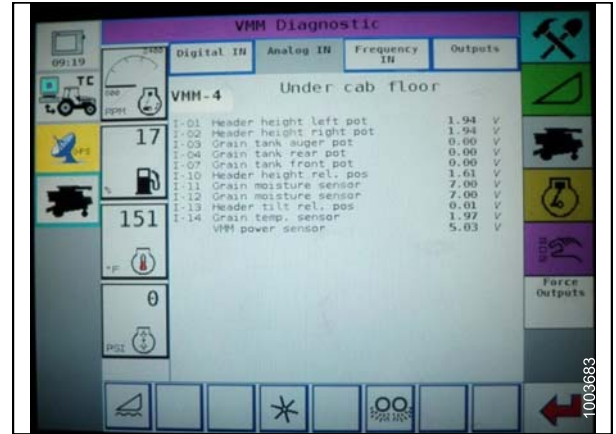 VMM Diagnostic
09:19
TC
Digital IN
Analog IN
Frequency IN
Outputs
VMM-4
Under cab floor
I-01 Header height left pot 1.94 V
I-02 Header height right pot 1.94 V
I-03 Grain tank auger pot 0.00 V
I-04 Grain tank rear pot 0.00 V
I-07 Grain tank front pot 0.00 V
I-10 Header height rel. pos 1.61 V
I-11 Grain moisture sensor 7.00 V
I-12 Grain moisture sensor 7.00 V
I-13 Header tilt rel. pos 0.01 V
I-14 Grain temp. sensor 1.97 V
VMM power sensor 5.03 V
RPM
17
%
151
°F
0
PSI
Force
Outputs
1003683